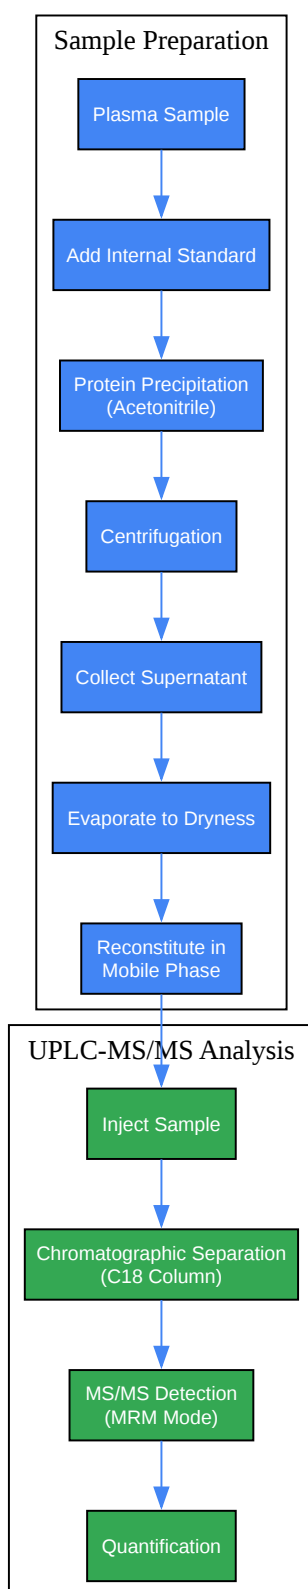 Sample Preparation
Plasma Sample
Add Internal Standard
Protein Precipitation
(Acetonitrile)
Centrifugation
Collect Supernatant
Evaporate to Dryness
Reconstitute in
Mobile Phase
UPLC-MS/MS Analysis
Inject Sample
Chromatographic Separation
(C18 Column)
MS/MS Detection
(MRM Mode)
Quantification